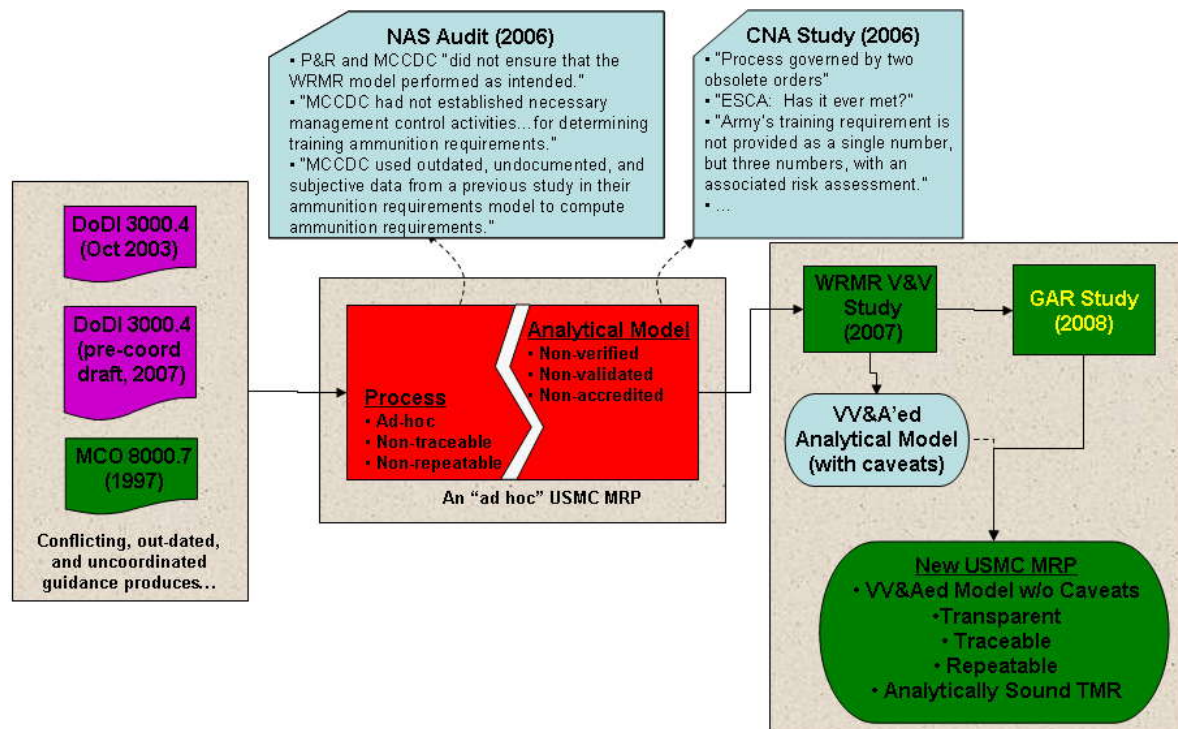 NAS Audit (2006)
▪ P&R and MCCDC "did not ensure that the
WRMR model performed as intended."
▪ "MCCDC had not established necessary
management control activities...for determining
training ammunition requirements."
▪ "MCCDC used outdated, undocumented, and
subjective data from a previous study in their
ammunition requirements model to compute
ammunition requirements."
CNA Study (2006)
▪ "Process governed by two
obsolete orders"
▪ "ESCA:  Has it ever met?"
▪ "Army's training requirement is
not provided as a single number,
but three numbers, with an
associated risk assessment."
▪ ...
DoDI 3000.4
(Oct 2003)
DoDI 3000.4
(pre-coord
draft, 2007)
MCO 8000.7
(1997)
Conflicting, out-dated,
and uncoordinated
guidance produces...
Process
• Ad-hoc
• Non-traceable
• Non-repeatable
Analytical Model
• Non-verified
• Non-validated
• Non-accredited
An “ad hoc” USMC MRP
WRMR V&V
Study
(2007)
GAR Study
(2008)
VV&A’ed
Analytical Model
(with caveats)
New USMC MRP
• VV&Aed Model w/o Caveats
•Transparent
• Traceable
• Repeatable
• Analytically Sound TMR